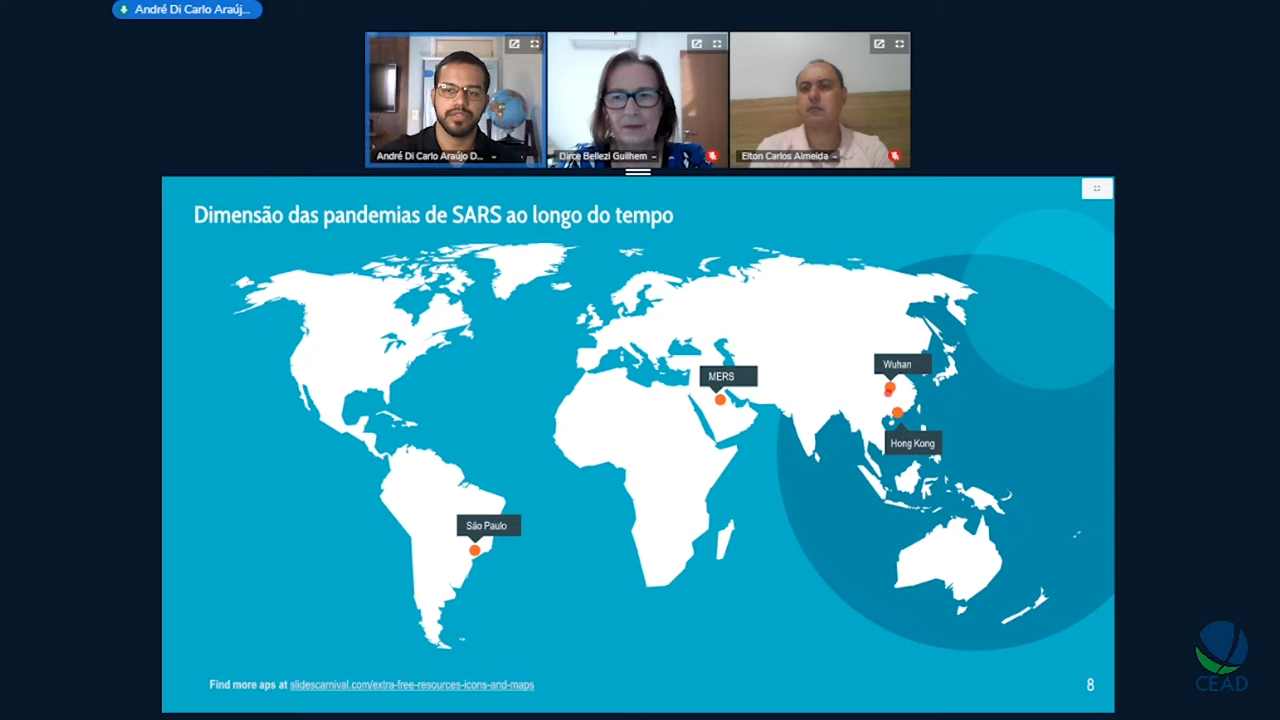 André Di Carlo Araúj...
André Di Carlo Araújo D...
Dirce Bellezi Guilhem
Elton Carlos Almeida
Dimensão das pandemias de SARS ao longo do tempo
Wuhan
MERS
Hong Kong
São Paulo
Find more aps at slidescarnival.com/extra-free-resources-icons-and-maps
8
CEAD